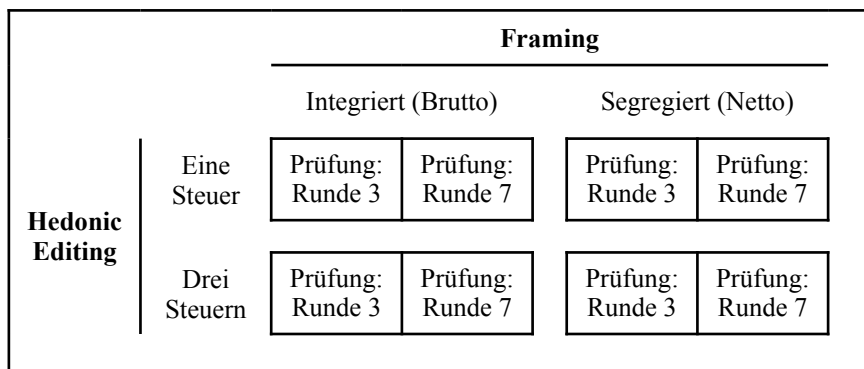 Framing
Integriert (Brutto) Segregiert (Netto)
Hedonic
Editing
Eine
Steuer
Prüfung:
Runde 3
Prüfung:
Runde 7
Prüfung:
Runde 3
Prüfung:
Runde 7
Drei
Steuern
Prüfung:
Runde 3
Prüfung:
Runde 7
Prüfung:
Runde 3
Prüfung:
Runde 7